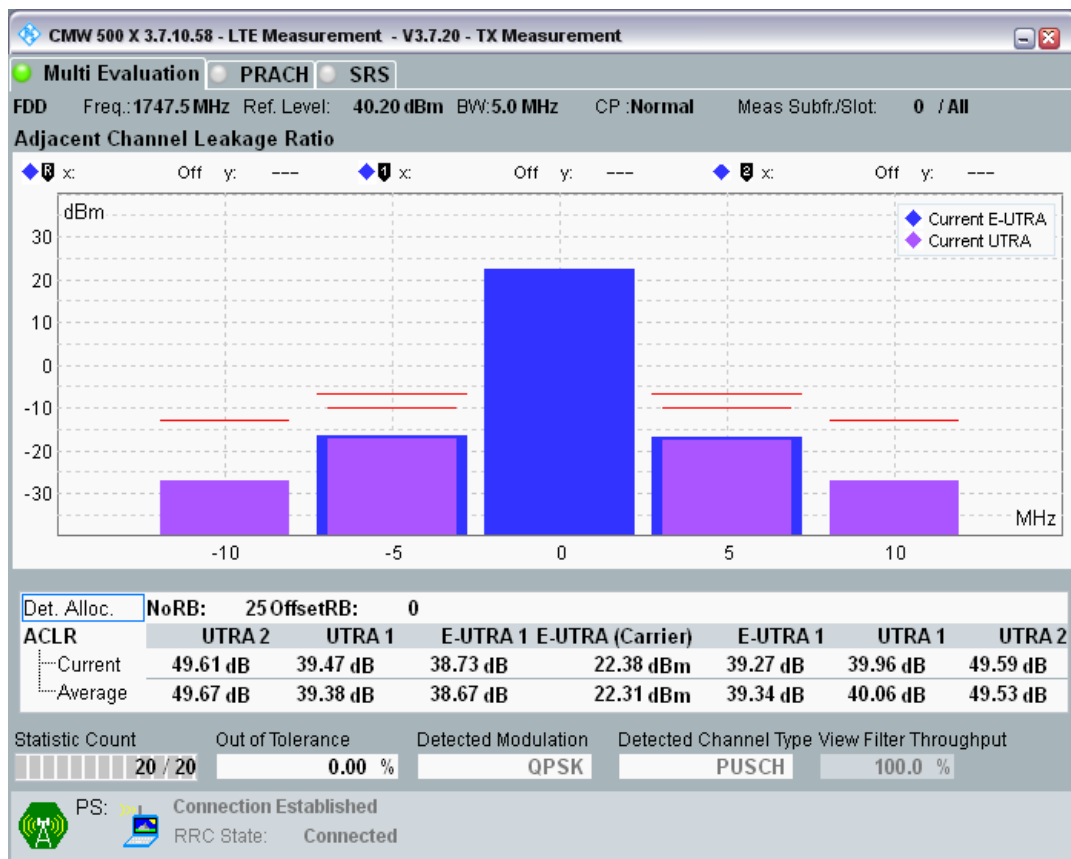 CMW 500 X 3.7.10.58 - LTE Measurement - V3.7.20 - TX Measurement
Multi Evaluation PRACH SRS
FDD Freq.:1747.5 MHz Ref. Level: 40.20 dBm BW:5.0 MHz CP :Normal Meas Subfr./Slot: 0 / All
Adjacent Channel Leakage Ratio
R x: Off y: --- 1 x: Off y: --- 2 x: Off y: ---
dBm
Current E-UTRA
Current UTRA
30
20
10
0
-10
-20
-30
MHz
-10 -5 0 5 10
Det. Alloc. NoRB: 25 OffsetRB: 0
ACLR UTRA 2 UTRA 1 E-UTRA 1 E-UTRA (Carrier) E-UTRA 1 UTRA 1 UTRA 2
Current 49.61 dB 39.47 dB 38.73 dB 22.38 dBm 39.27 dB 39.96 dB 49.59 dB
Average 49.67 dB 39.38 dB 38.67 dB 22.31 dBm 39.34 dB 40.06 dB 49.53 dB
Statistic Count Out of Tolerance Detected Modulation Detected Channel Type View Filter Throughput
20 / 20 0.00 % QPSK PUSCH 100.0 %
PS: Connection Established
RRC State: Connected